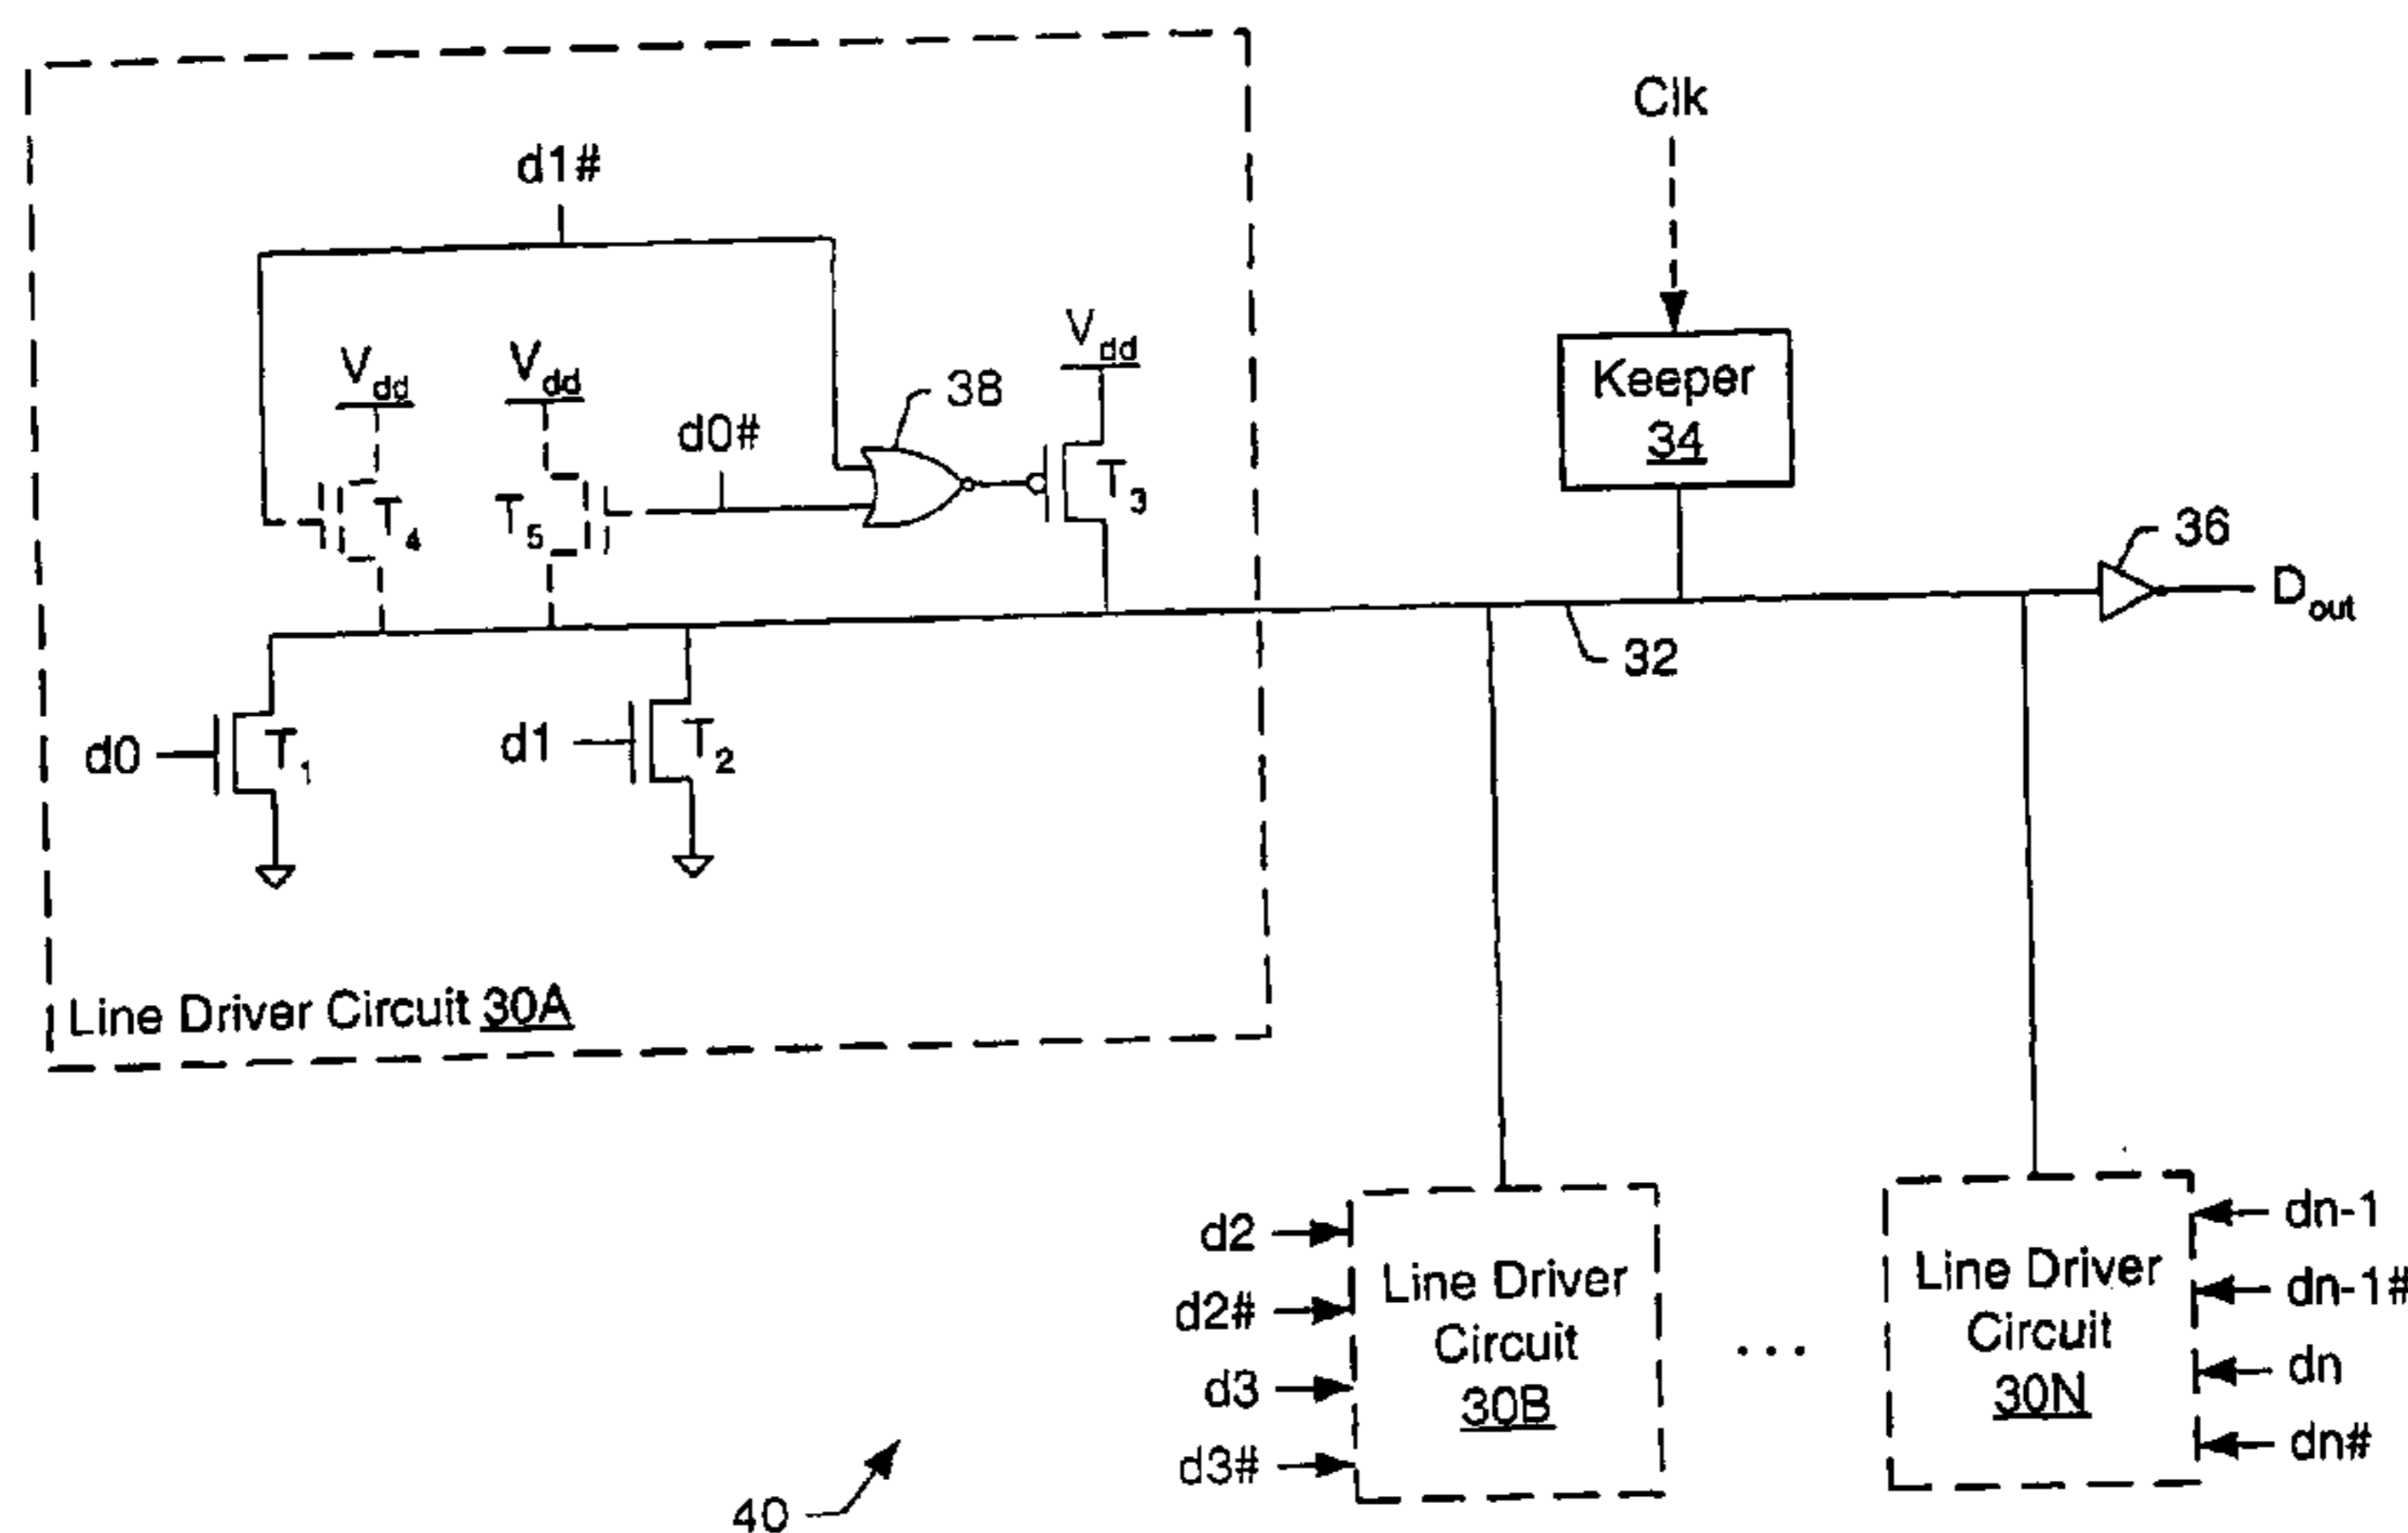 Clk
d1#
Vdd
Vdd
Vdd
38
d0#
Keeper
34
T4
T5
T3
36
Dout
32
d0
T1
d1
T2
Line Driver Circuit 30A
d2
d2#
d3
d3#
Line Driver
Circuit
30B
...
Line Driver
Circuit
30N
dn-1
dn-1#
dn
dn#
40